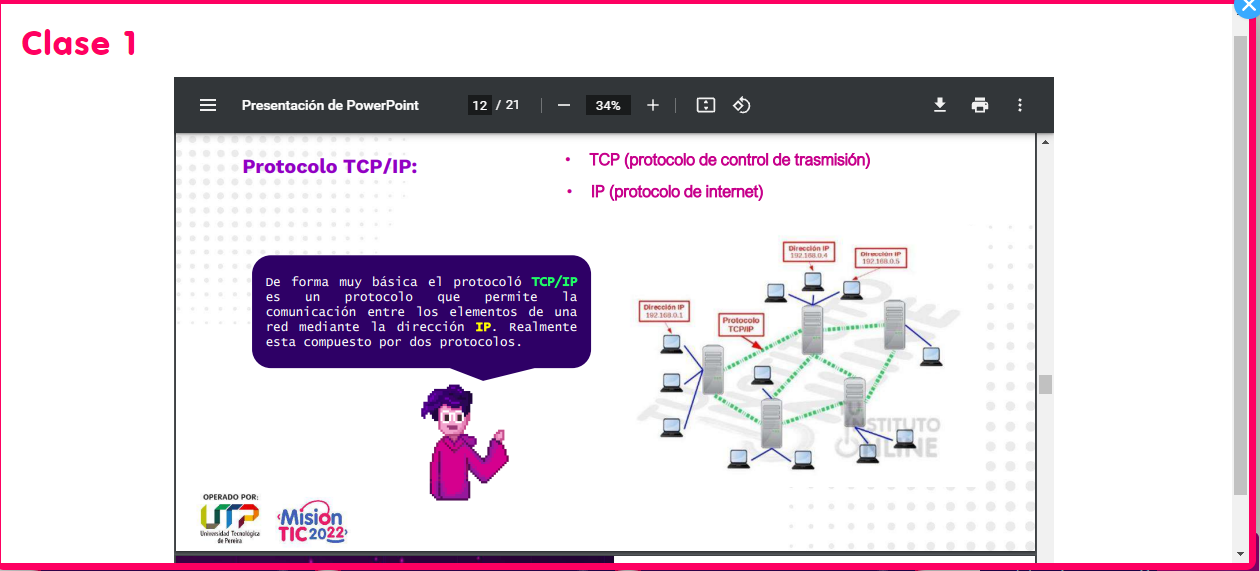 Clase 1
Presentación de PowerPoint
12 / 21
34%
Protocolo TCP/IP:
• TCP (protocolo de control de trasmisión)
• IP (protocolo de internet)
De forma muy básica el protocoló TCP/IP
es un protocolo que permite la
comunicación entre los elementos de una
red mediante la dirección IP. Realmente
esta compuesto por dos protocolos.
Dirección IP
192.168.0.4
Dirección IP
192.168.0.5
Dirección IP
192.168.0.1
Protocolo
TCP/IP
INSTITUTO
ONLINE
OPERADO POR:
UTP
Universidad Tecnológica
de Pereira
‹Misión
TIC2022›